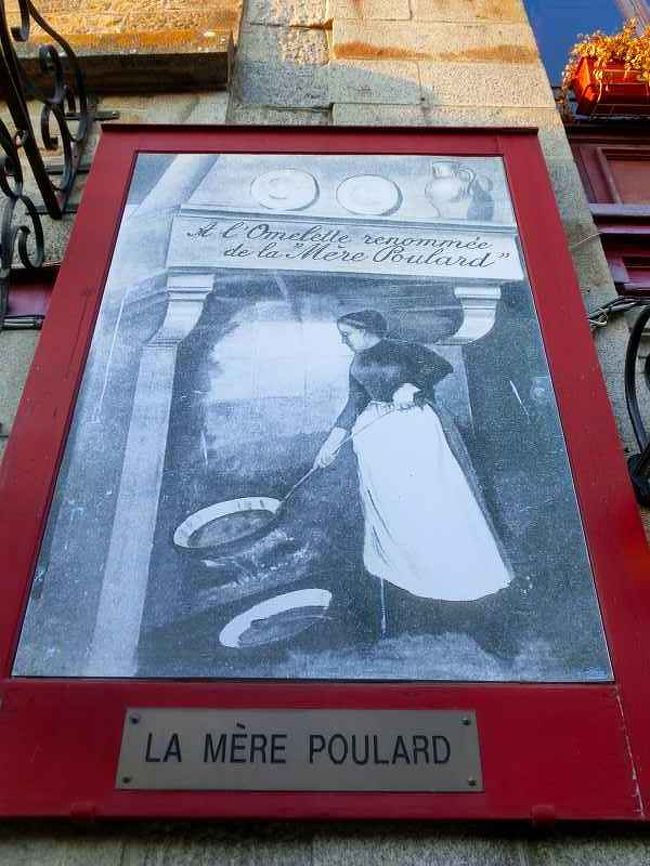 A l'Omelette renommée
de la "Mère Poulard"
LA MÈRE POULARD